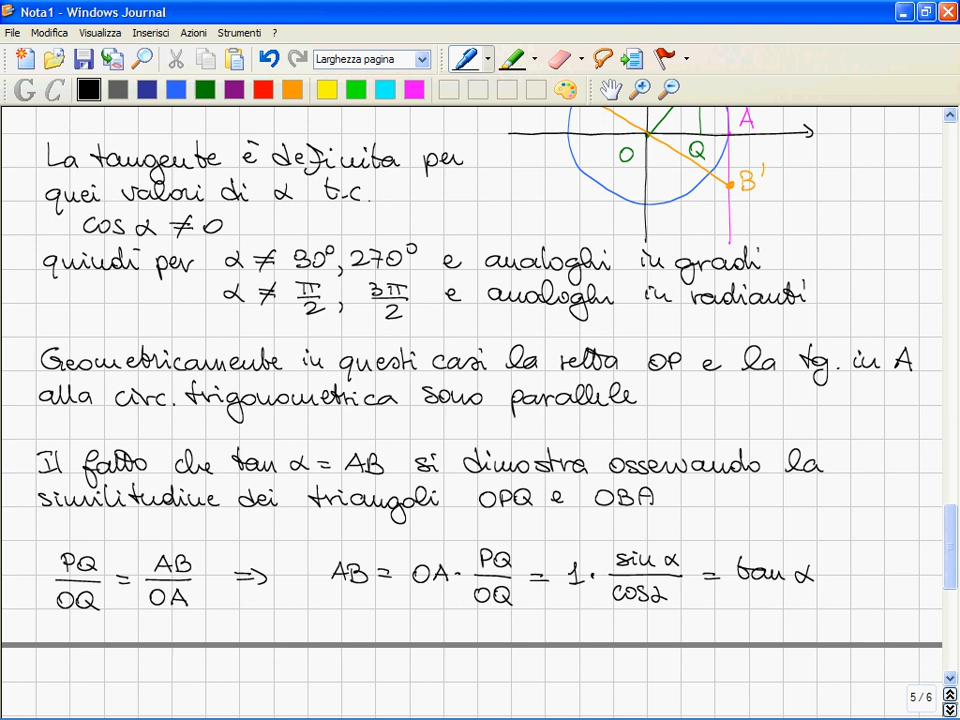 Nota1 - Windows Journal
File Modifica Visualizza Inserisci Azioni Strumenti ?
Larghezza pagina
G C
A
O Q B'
La tangente è definita per
quei valori di α t.c.
cos α ≠ 0
quindi per α ≠ 90°, 270° e analoghi in gradi
α ≠ π/2, 3π/2 e analoghi in radianti
Geometricamente in questi casi la retta OP e la tg. in A
alla circ. trigonometrica sono parallele
Il fatto che tan α = AB si dimostra osservando la
similitudine dei triangoli OPQ e OBA
PQ/OQ = AB/OA ⇒ AB = OA · PQ/OQ = 1 · sin α/cos α = tan α
5 / 6